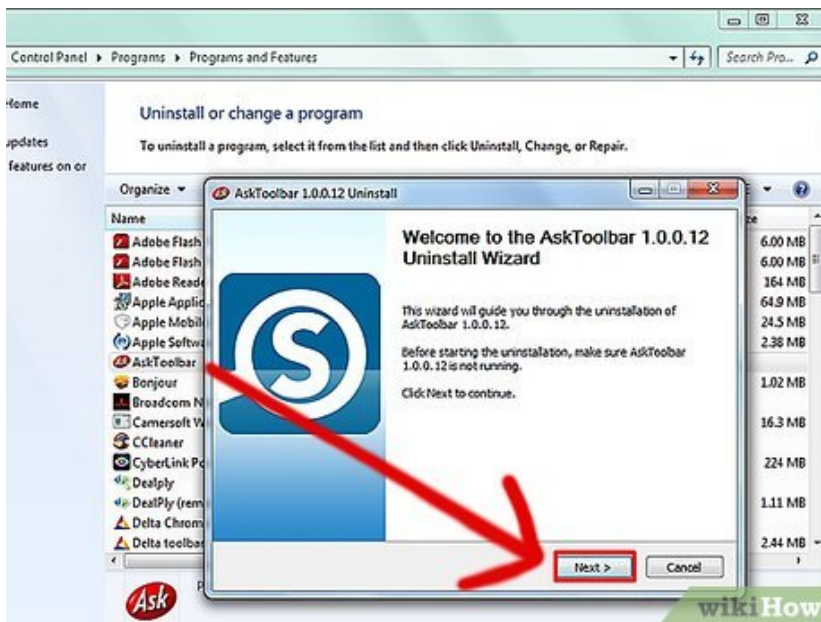 Control Panel ▸ Programs ▸ Programs and Features
Search Pro...
Home
updates
features on or
Uninstall or change a program
To uninstall a program, select it from the list and then click Uninstall, Change, or Repair.
Organize
Name
Adobe Flash
6.00 MB
Adobe Flash
6.00 MB
Adobe Reade
164 MB
Apple Applic
64.9 MB
Apple Mobil
24.5 MB
Apple Softwa
2.38 MB
AskToolbar
Bonjour
1.02 MB
Broadcom N
Camersoft W
16.3 MB
CCleaner
CyberLink Po
224 MB
Dealply
DealPly (rem
1.11 MB
Delta Chrom
Delta toolbar
2.44 MB
AskToolbar 1.0.0.12 Uninstall
Welcome to the AskToolbar 1.0.0.12
Uninstall Wizard
This wizard will guide you through the uninstallation of
AskToolbar 1.0.0.12.
Before starting the uninstallation, make sure AskToolbar
1.0.0.12 is not running.
Click Next to continue.
Next >
Cancel
Ask
wikiHow